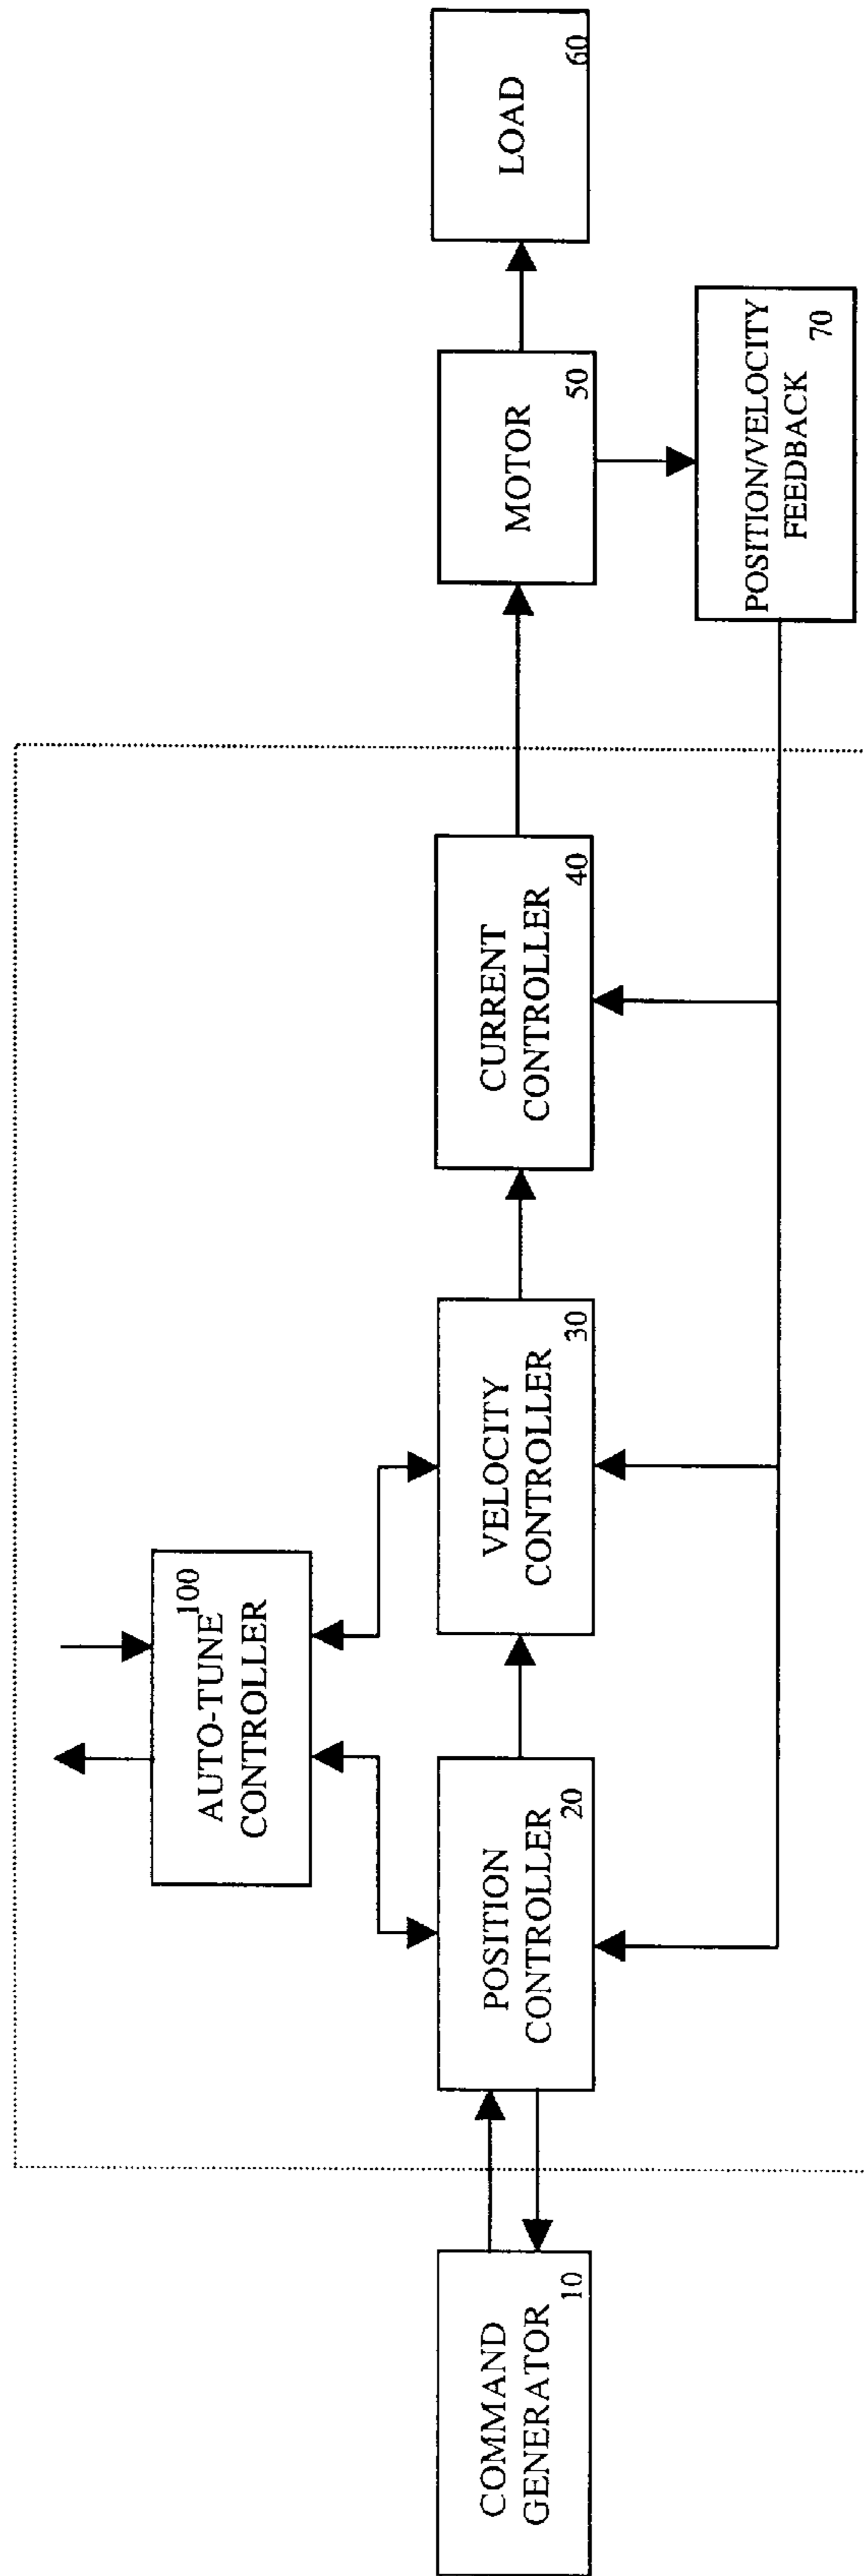 AUTO-TUNE
CONTROLLER
100
COMMAND
GENERATOR
10
POSITION
CONTROLLER
20
VELOCITY
CONTROLLER
30
CURRENT
CONTROLLER
40
MOTOR
50
LOAD
60
POSITION/VELOCITY
FEEDBACK
70